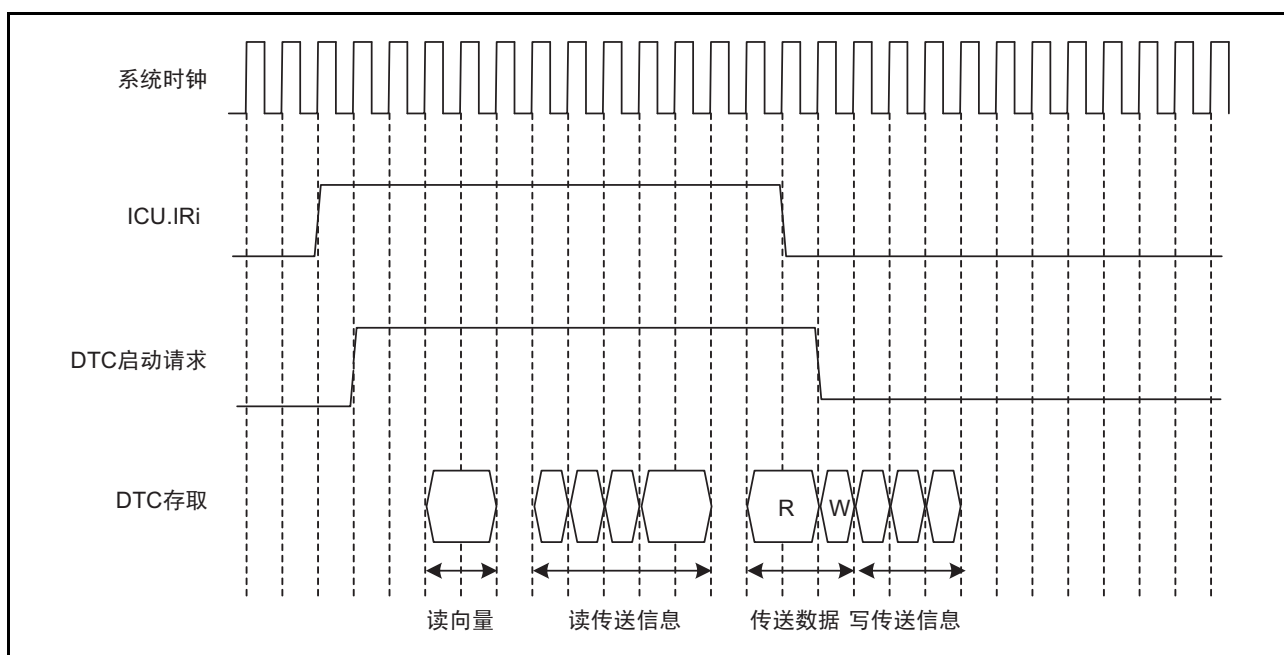 系统时钟
ICU.IRi
DTC启动请求
DTC存取
R W
读向量 读传送信息 传送数据 写传送信息